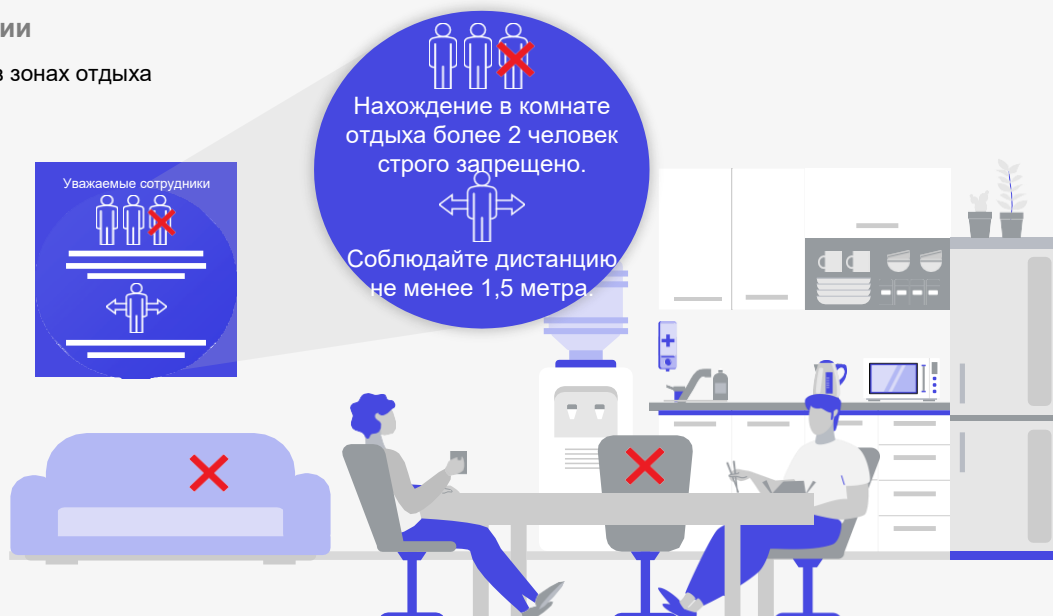 ии
в зонах отдыха
Нахождение в комнате
отдыха более 2 человек
строго запрещено.
Соблюдайте дистанцию
не менее 1,5 метра.
Уважаемые сотрудники